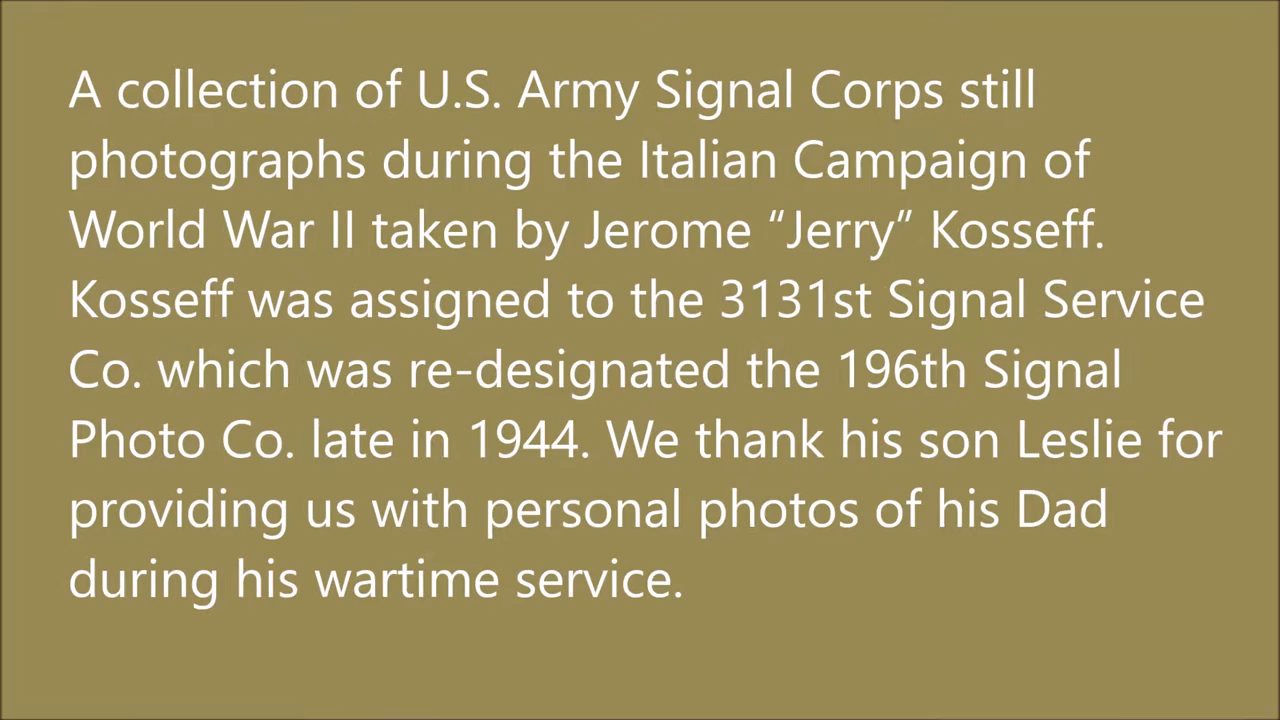 A collection of U.S. Army Signal Corps still
photographs during the Italian Campaign of
World War II taken by Jerome “Jerry” Kosseff.
Kosseff was assigned to the 3131st Signal Service
Co. which was re-designated the 196th Signal
Photo Co. late in 1944. We thank his son Leslie for
providing us with personal photos of his Dad
during his wartime service.